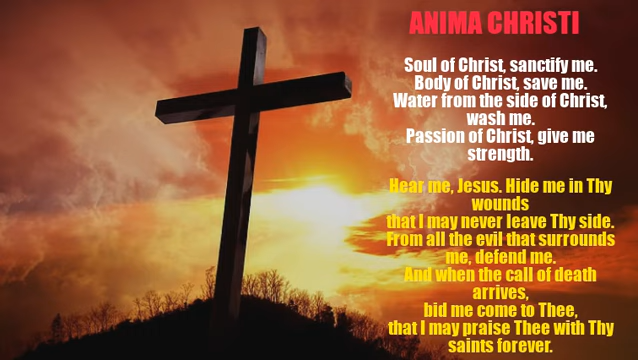 ANIMA CHRISTI
Soul of Christ, sanctify me.
Body of Christ, save me.
Water from the side of Christ,
wash me.
Passion of Christ, give me
strength.
Hear me, Jesus. Hide me in Thy
wounds
that I may never leave Thy side.
From all the evil that surrounds
me, defend me.
And when the call of death
arrives,
bid me come to Thee,
that I may praise Thee with Thy
saints forever.